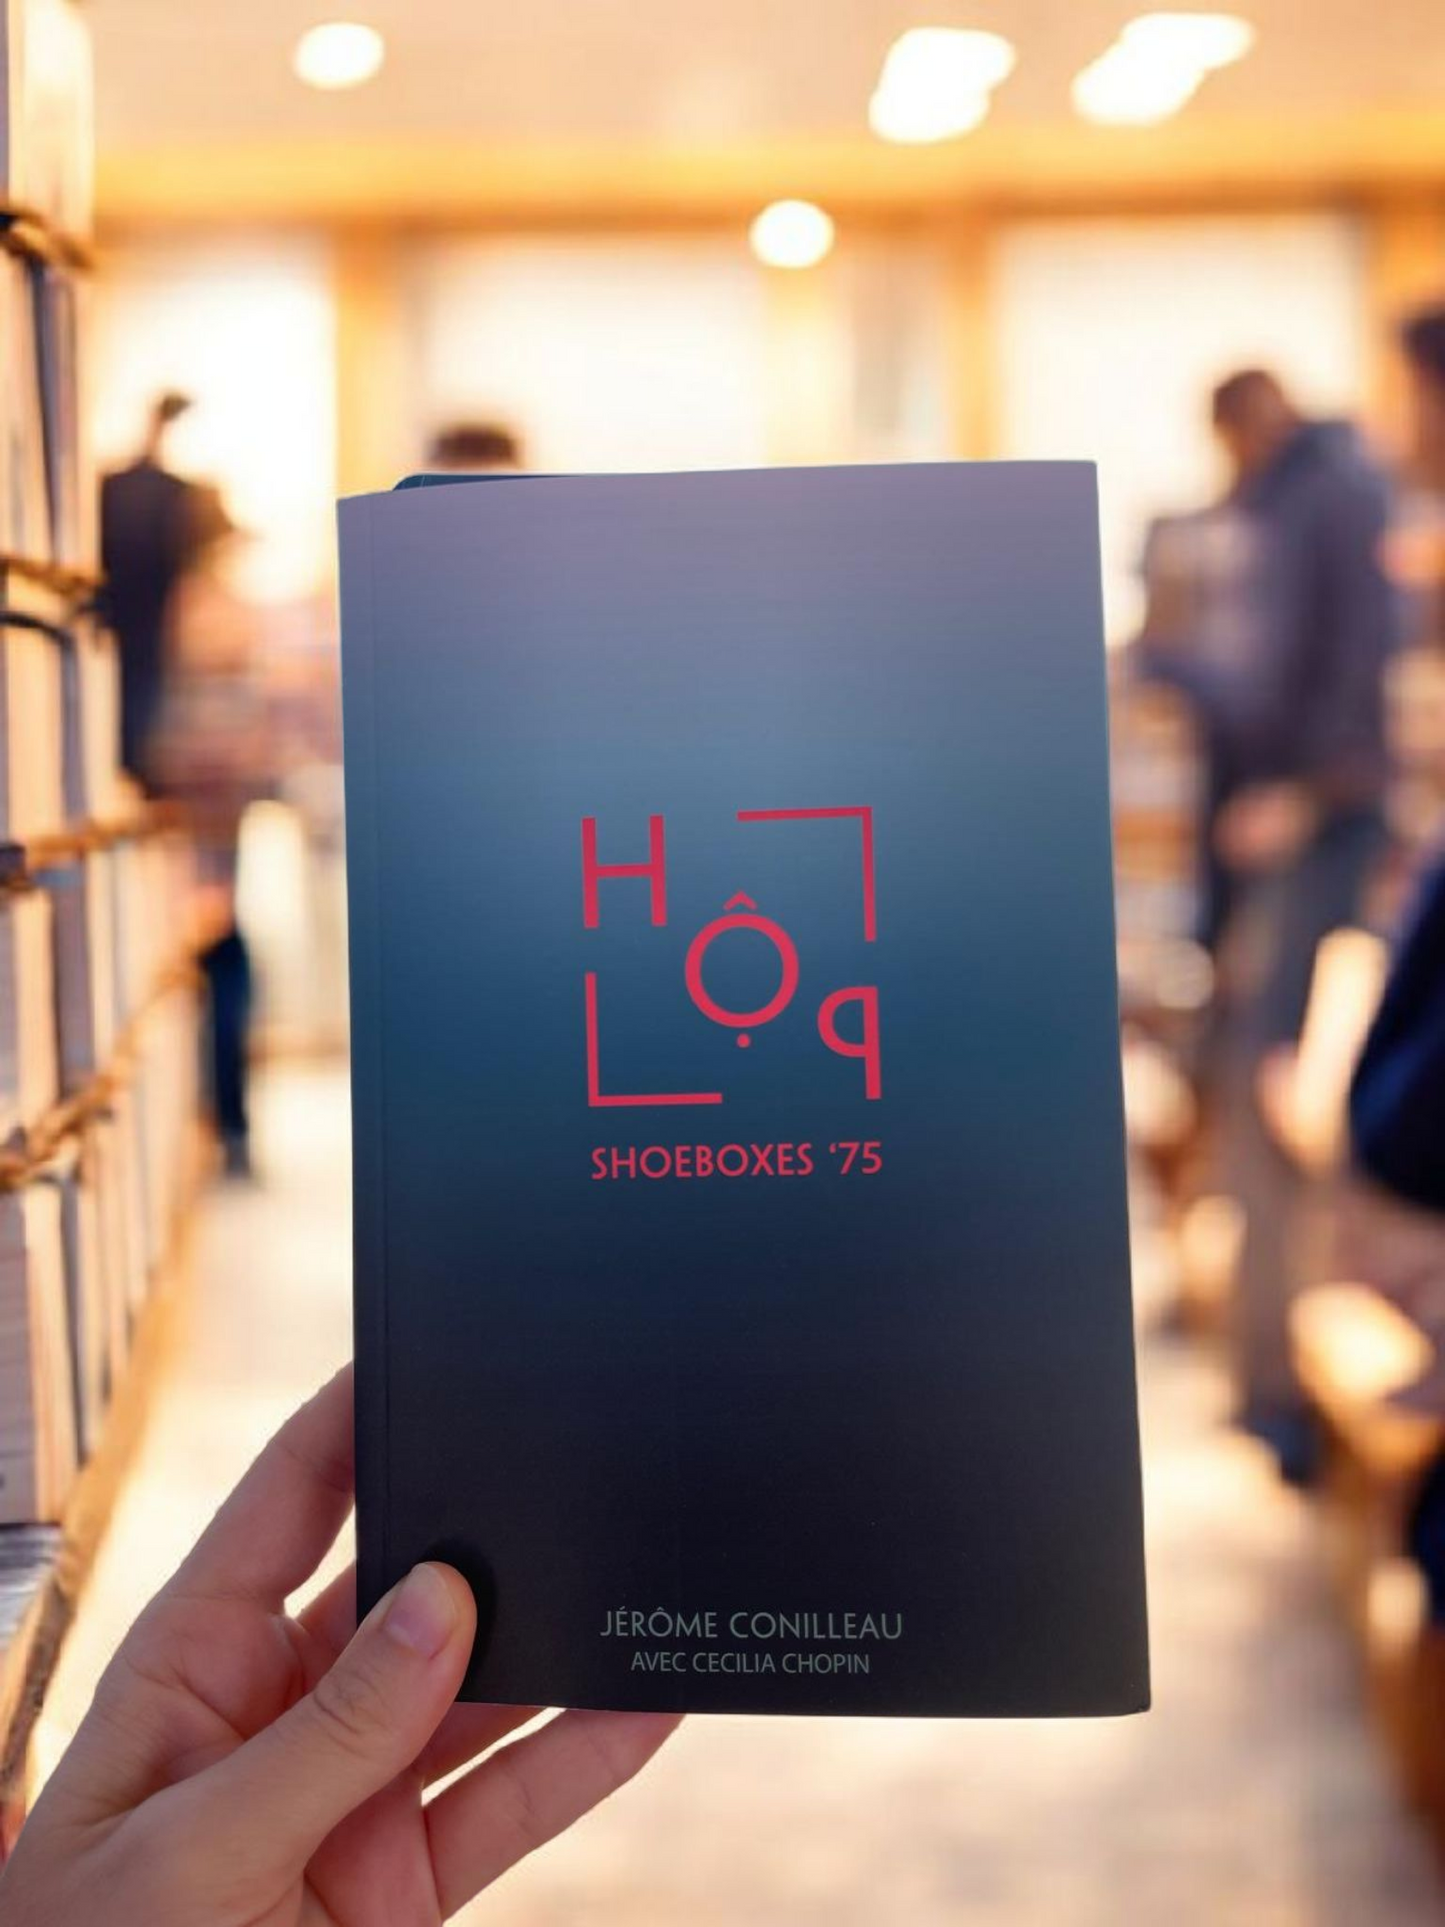 HỘP
SHOEBOXES ‘75
JÉRÔME CONILLEAU
AVEC CECILIA CHOPIN